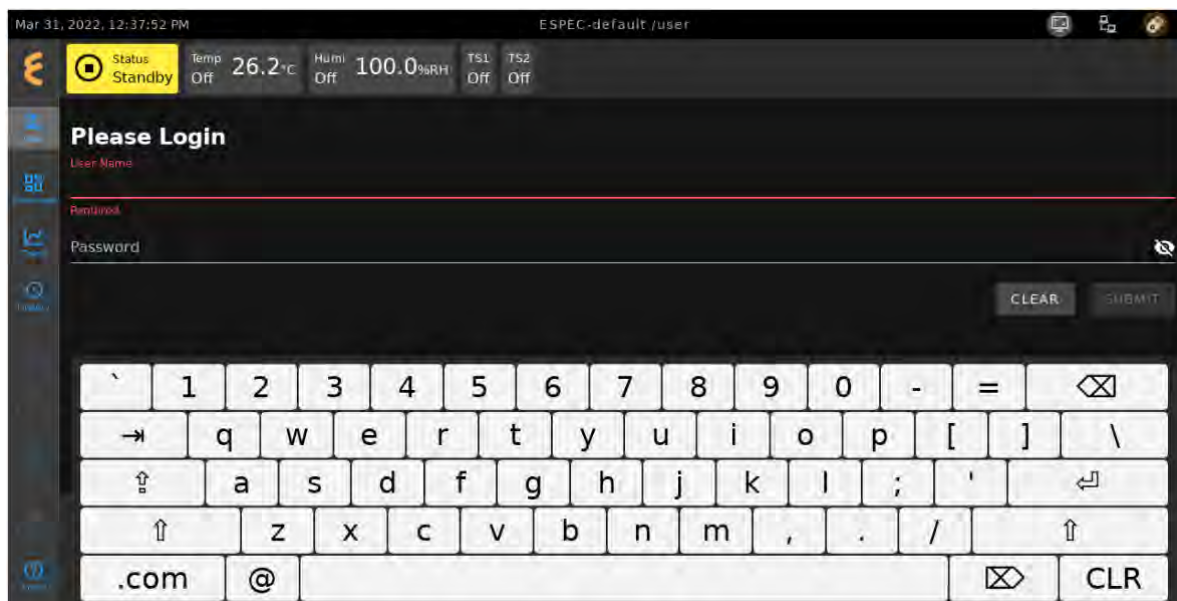 Mar 31, 2022, 12:37:52 PM ESPEC-default /user
Status Standby Temp Off 26.2°C Humi Off 100.0%RH TS1 Off TS2 Off
Please Login
User Name
Required
Password
CLEAR SUBMIT
` 1 2 3 4 5 6 7 8 9 0 - =
q w e r t y u i o p [ ] \
a s d f g h j k l ; '
z x c v b n m , . /
.com @ CLR